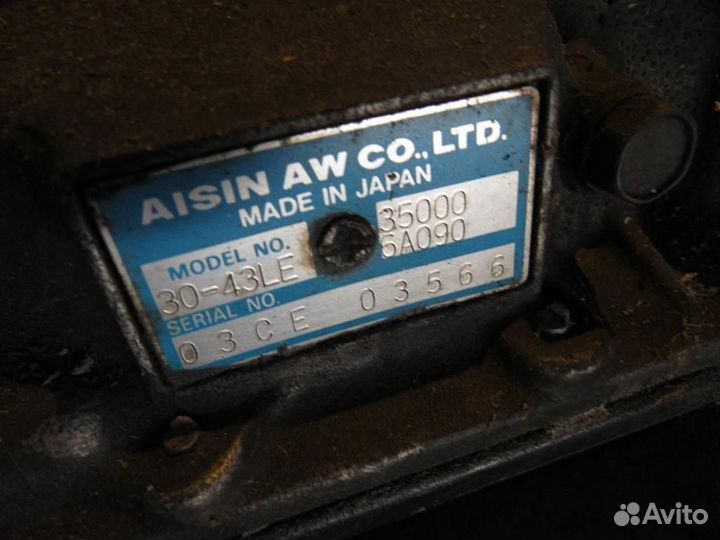 AISIN AW CO., LTD.
MADE IN JAPAN
MODEL NO. 35000
30-43LE 6A090
SERIAL NO.
03CE 03566
Avito